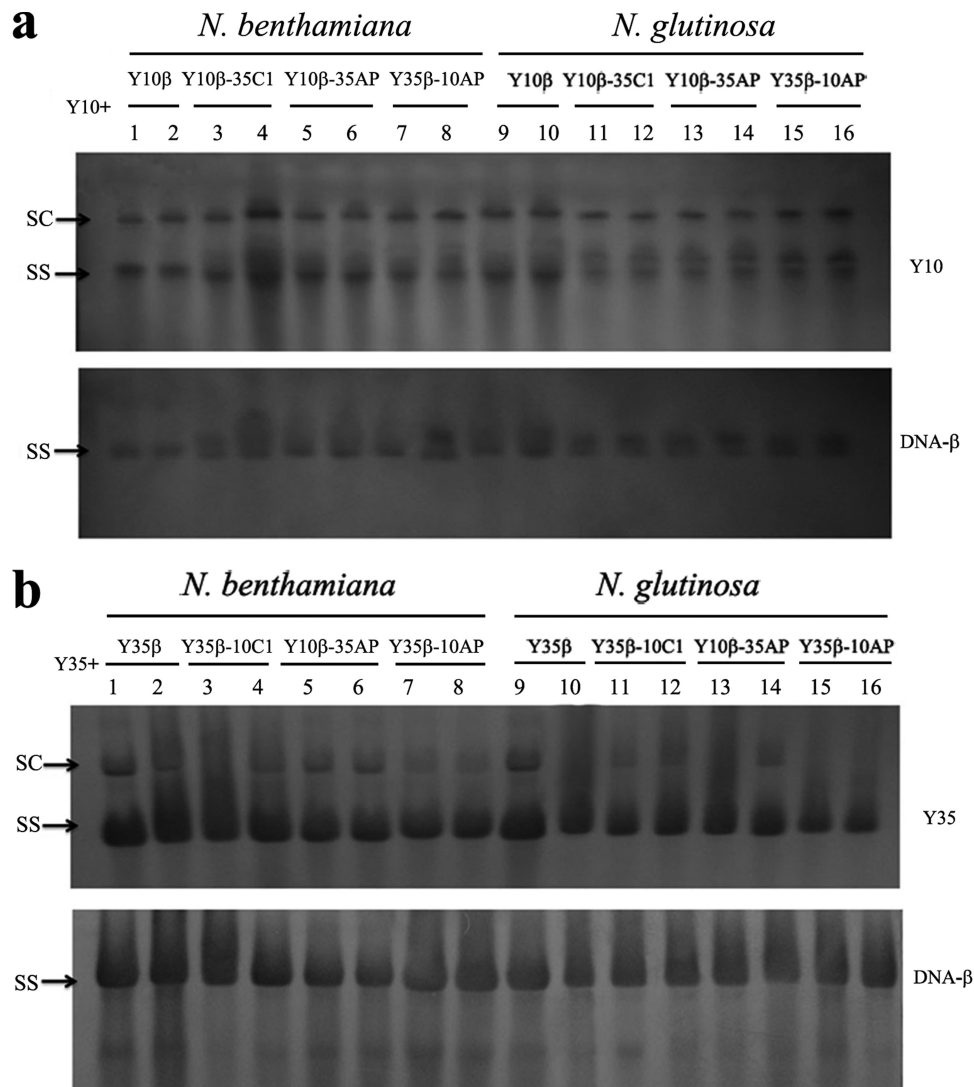 a
N. benthamiana N. glutinosa
Y10β Y10β-35C1 Y10β-35AP Y35β-10AP Y10β Y10β-35C1 Y10β-35AP Y35β-10AP
Y10+
1 2 3 4 5 6 7 8 9 10 11 12 13 14 15 16
SC
SS
Y10
SS
DNA-β
b
N. benthamiana N. glutinosa
Y35β Y35β-10C1 Y10β-35AP Y35β-10AP Y35β Y35β-10C1 Y10β-35AP Y35β-10AP
Y35+
1 2 3 4 5 6 7 8 9 10 11 12 13 14 15 16
SC
SS
Y35
SS
DNA-β